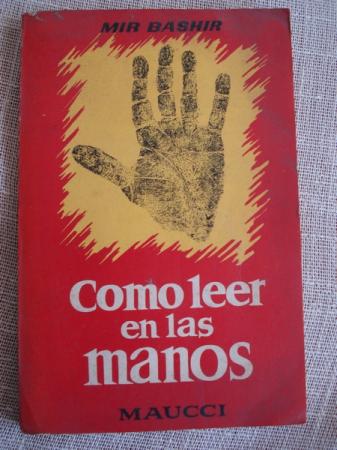 MIR BASHIR
Como leer
en las
manos
MAUCCI